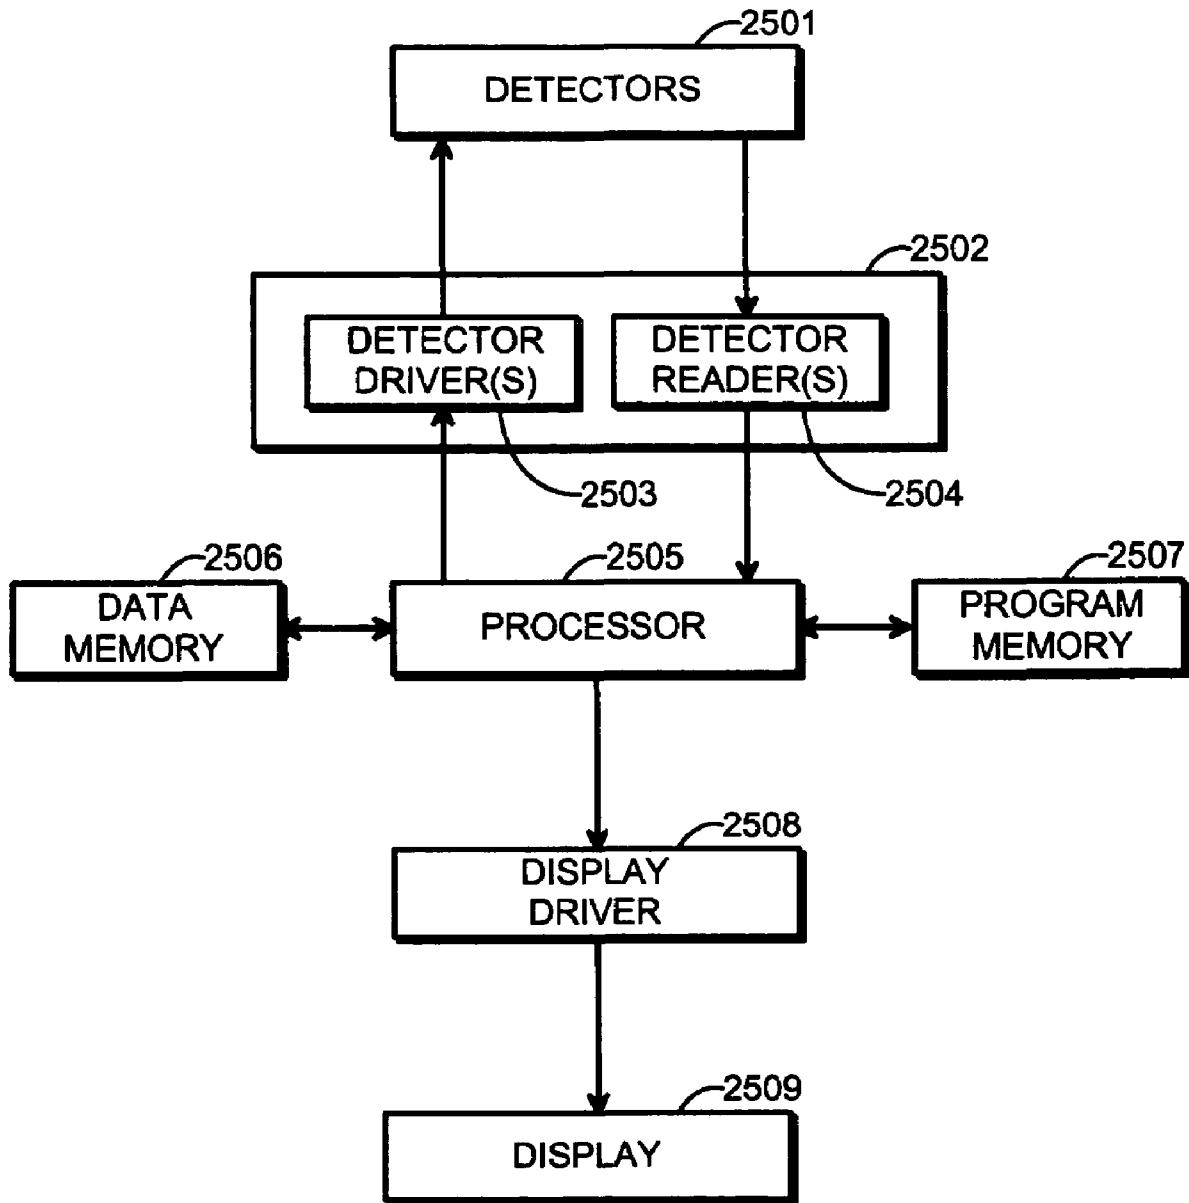 2501
DETECTORS
2502
DETECTOR
DRIVER(S)
DETECTOR
READER(S)
2503
2504
2506
2505
2507
DATA
MEMORY
PROCESSOR
PROGRAM
MEMORY
2508
DISPLAY
DRIVER
2509
DISPLAY